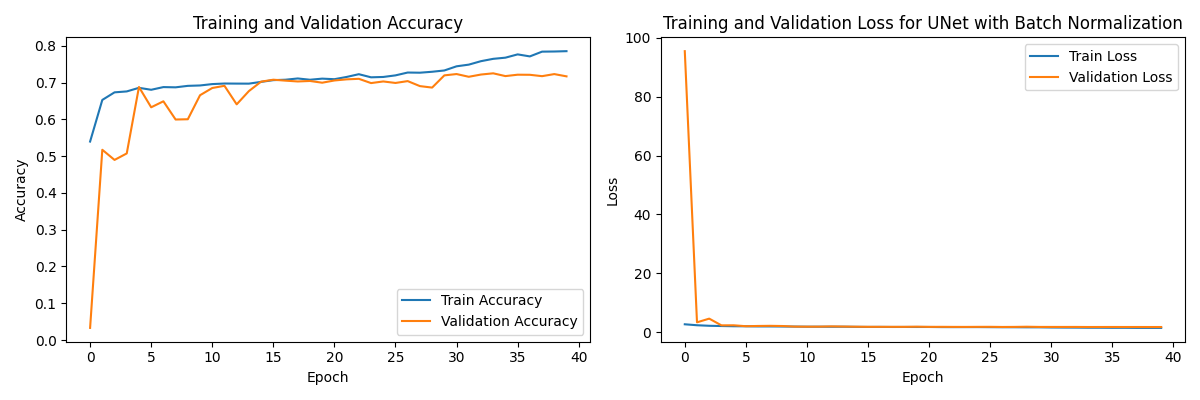 Training and Validation Accuracy
0.8
0.7
0.6
0.5
0.4
0.3
0.2
0.1
0.0
Accuracy
Train Accuracy
Validation Accuracy
0 5 10 15 20 25 30 35 40
Epoch
Training and Validation Loss for UNet with Batch Normalization
100
80
60
40
20
0
Loss
Train Loss
Validation Loss
0 5 10 15 20 25 30 35 40
Epoch